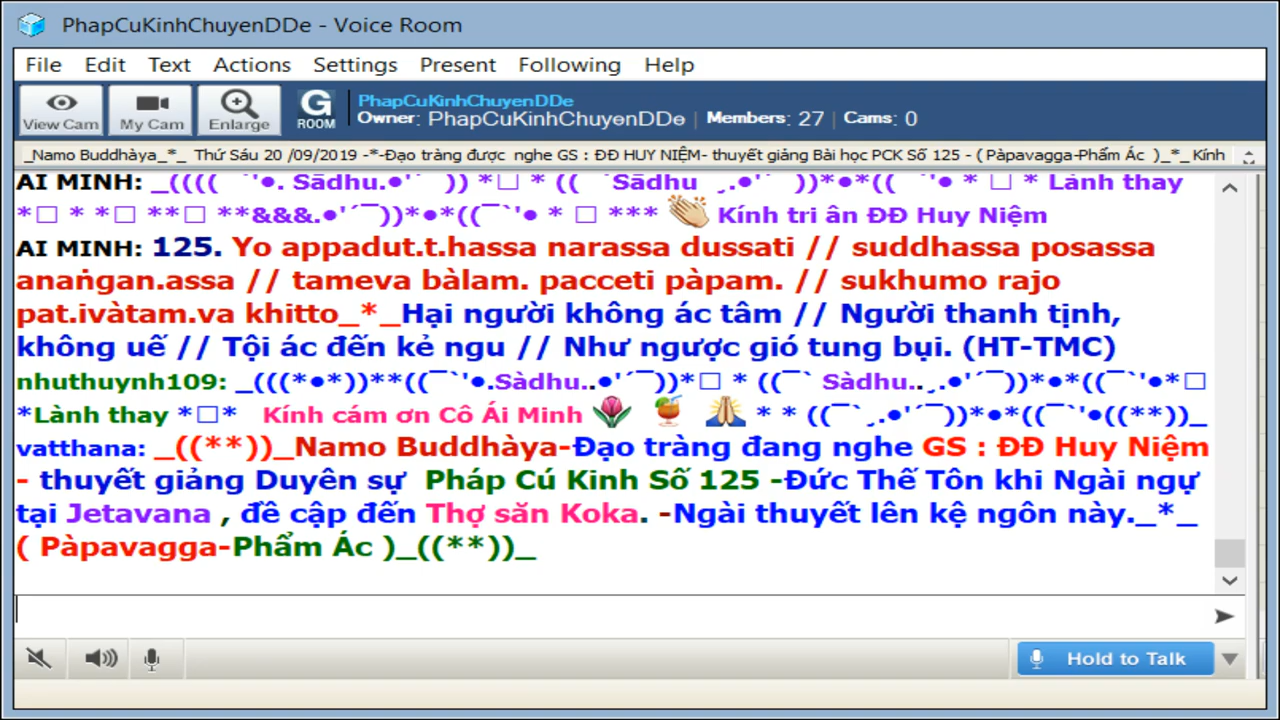 PhapCuKinhChuyenDDe - Voice Room
File Edit Text Actions Settings Present Following Help
View Cam My Cam Enlarge G ROOM
PhapCuKinhChuyenDDe
Owner: PhapCuKinhChuyenDDe | Members: 27 | Cams: 0
_Namo Buddhàya_*_ Thứ Sáu 20 /09/2019 -*-Đạo tràng được nghe GS : ĐĐ HUY NIỆM- thuyết giảng Bài học PCK Số 125 - ( Pàpavagga-Phẩm Ác )_*_Kính
AI MINH: _(((( ¯`'●. Sādhu.●'´¯ )) *□ * (( ¯`Sādhu ¸.●'´¯ ))*●*((¯`'● * □ * Lành thay
*□ * *□ **□ **&&&.●'´¯))*●*((¯`'● * □ *** 👏 Kính tri ân ĐĐ Huy Niệm
AI MINH: 125. Yo appadut.t.hassa narassa dussati // suddhassa posassa
anaṅgan.assa // tameva bàlam. pacceti pàpam. // sukhumo rajo
pat.ivàtam.va khitto_*_Hại người không ác tâm // Người thanh tịnh,
không uế // Tội ác đến kẻ ngu // Như ngược gió tung bụi. (HT-TMC)
nhuthuynh109: _(((*●*))**((¯`'●.Sàdhu..●'´¯))*□ * ((¯` Sàdhu..¸.●'´¯))*●*((¯`'●*□
*Lành thay *□* Kính cám ơn Cô Ái Minh 🌷 🍹 🙏 * * ((¯`¸.●'´¯))*●*((¯`'●((**))_
vatthana: _((**))_Namo Buddhàya-Đạo tràng đang nghe GS : ĐĐ Huy Niệm
- thuyết giảng Duyên sự Pháp Cú Kinh Số 125 -Đức Thế Tôn khi Ngài ngự
tại Jetavana , đề cập đến Thợ săn Koka. -Ngài thuyết lên kệ ngôn này._*_
( Pàpavagga-Phẩm Ác )_((**))_
Hold to Talk